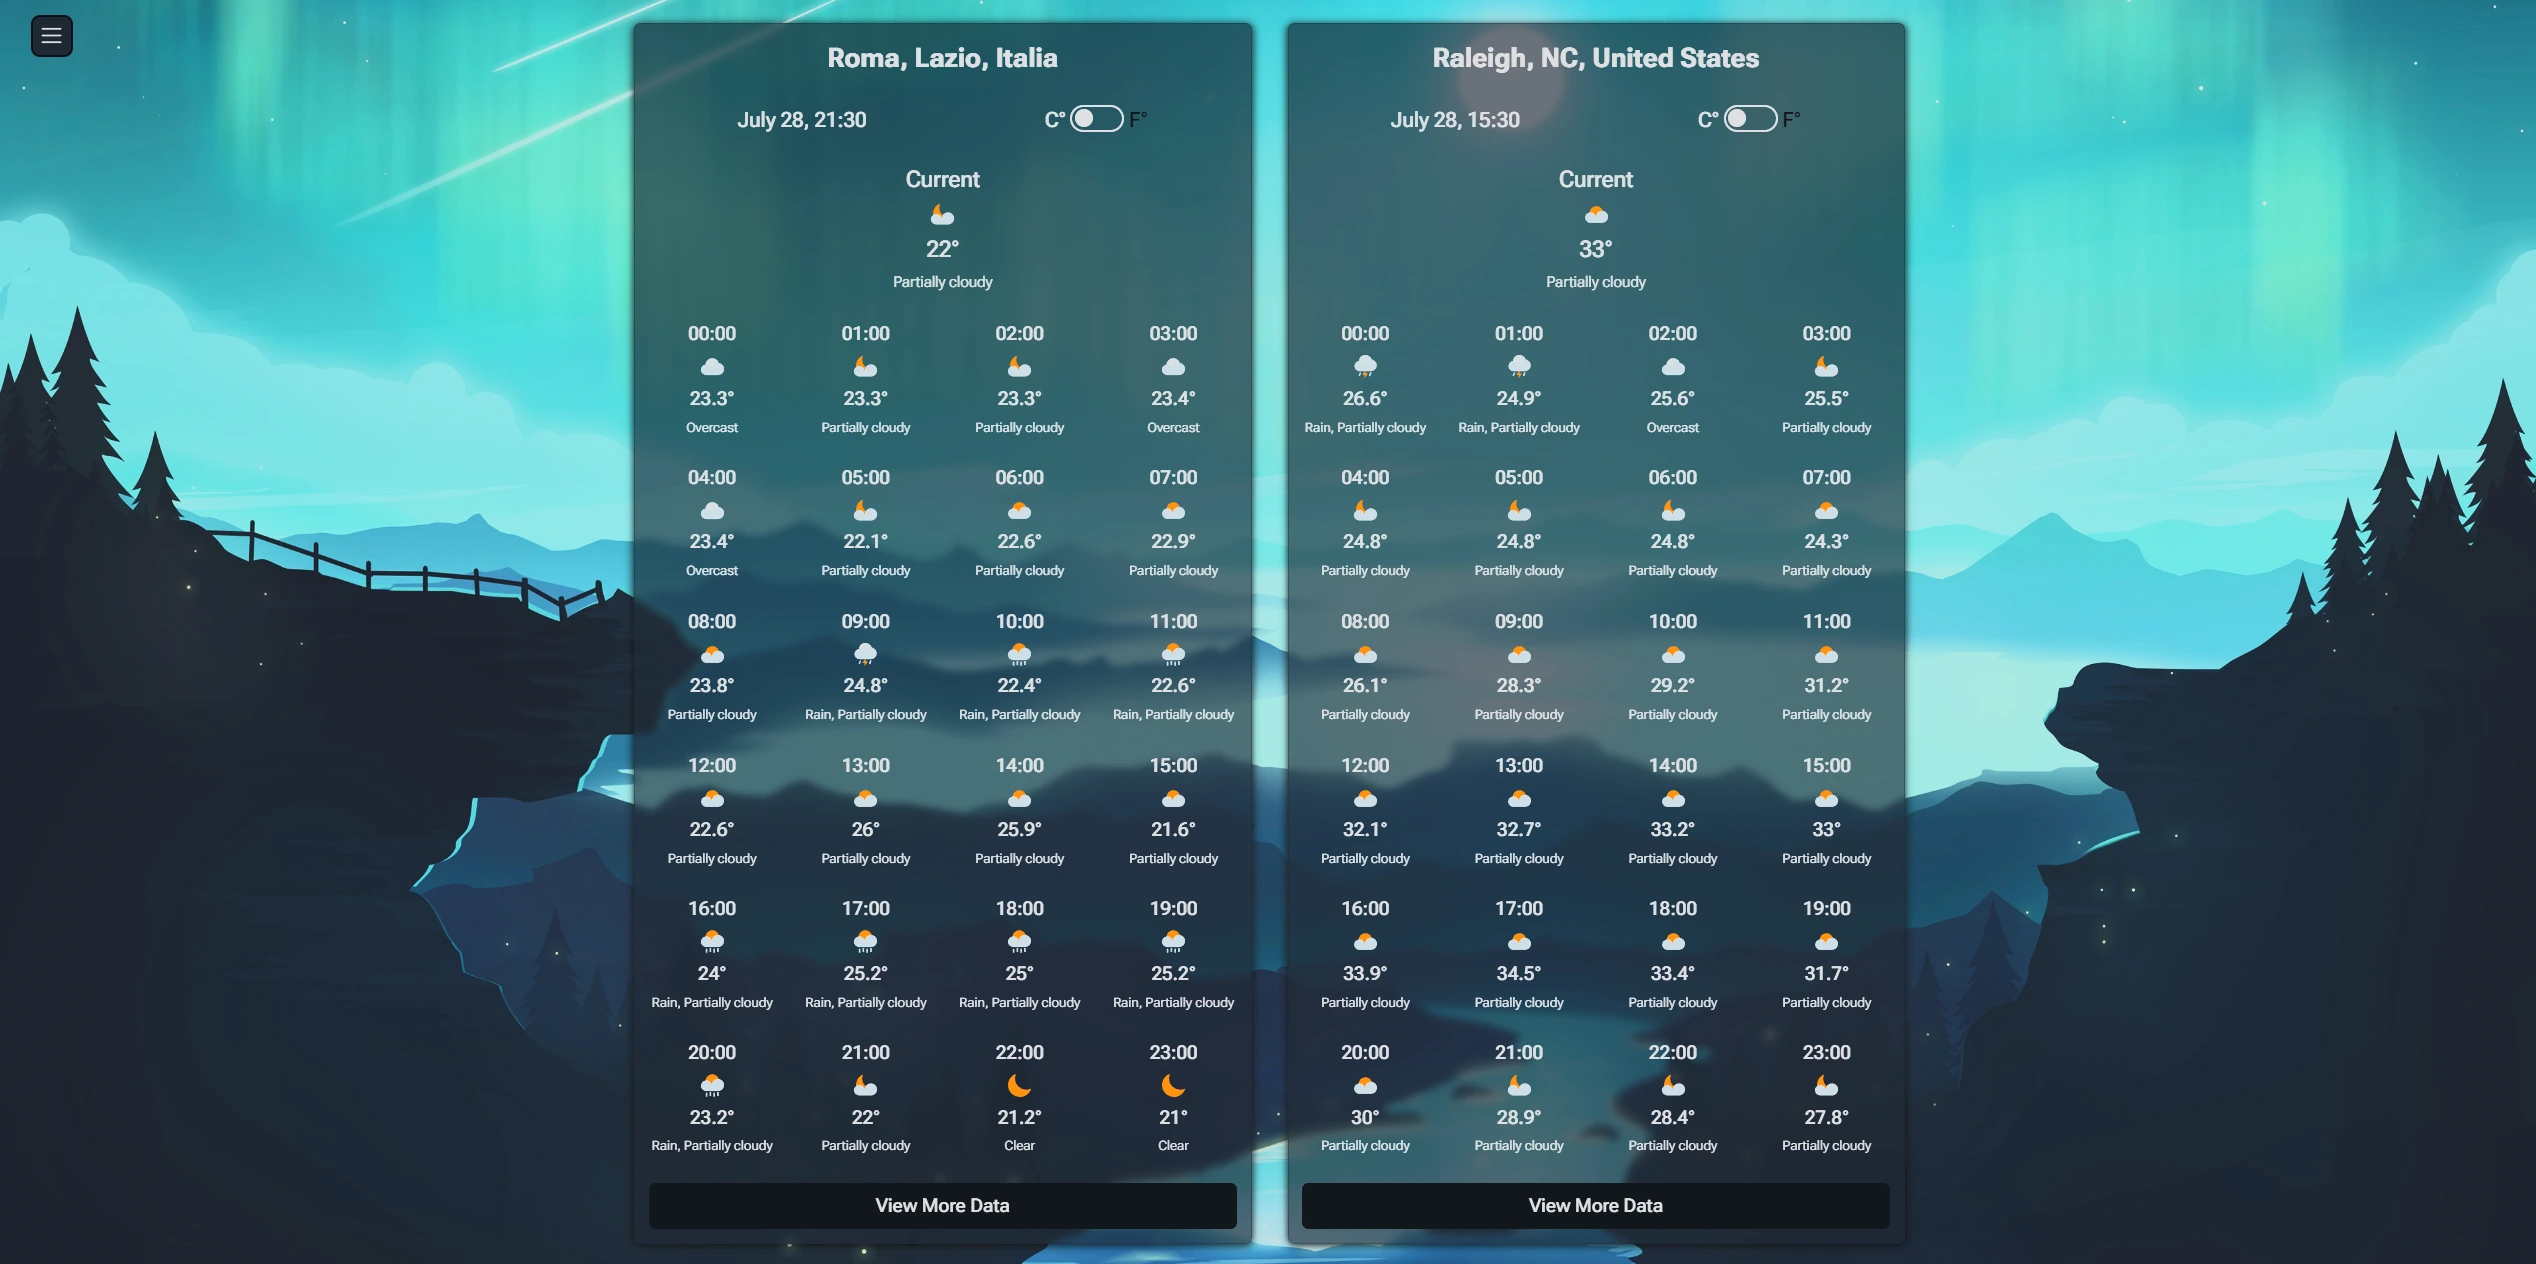 Roma, Lazio, Italia
July 28, 21:30 C° F°
Current
22°
Partially cloudy
00:00 01:00 02:00 03:00
23.3° 23.3° 23.3° 23.4°
Overcast Partially cloudy Partially cloudy Overcast
04:00 05:00 06:00 07:00
23.4° 22.1° 22.6° 22.9°
Overcast Partially cloudy Partially cloudy Partially cloudy
08:00 09:00 10:00 11:00
23.8° 24.8° 22.4° 22.6°
Partially cloudy Rain, Partially cloudy Rain, Partially cloudy Rain, Partially cloudy
12:00 13:00 14:00 15:00
22.6° 26° 25.9° 21.6°
Partially cloudy Partially cloudy Partially cloudy Partially cloudy
16:00 17:00 18:00 19:00
24° 25.2° 25° 25.2°
Rain, Partially cloudy Rain, Partially cloudy Rain, Partially cloudy Rain, Partially cloudy
20:00 21:00 22:00 23:00
23.2° 22° 21.2° 21°
Rain, Partially cloudy Partially cloudy Clear Clear
View More Data
Raleigh, NC, United States
July 28, 15:30 C° F°
Current
33°
Partially cloudy
00:00 01:00 02:00 03:00
26.6° 24.9° 25.6° 25.5°
Rain, Partially cloudy Rain, Partially cloudy Overcast Partially cloudy
04:00 05:00 06:00 07:00
24.8° 24.8° 24.8° 24.3°
Partially cloudy Partially cloudy Partially cloudy Partially cloudy
08:00 09:00 10:00 11:00
26.1° 28.3° 29.2° 31.2°
Partially cloudy Partially cloudy Partially cloudy Partially cloudy
12:00 13:00 14:00 15:00
32.1° 32.7° 33.2° 33°
Partially cloudy Partially cloudy Partially cloudy Partially cloudy
16:00 17:00 18:00 19:00
33.9° 34.5° 33.4° 31.7°
Partially cloudy Partially cloudy Partially cloudy Partially cloudy
20:00 21:00 22:00 23:00
30° 28.9° 28.4° 27.8°
Partially cloudy Partially cloudy Partially cloudy Partially cloudy
View More Data